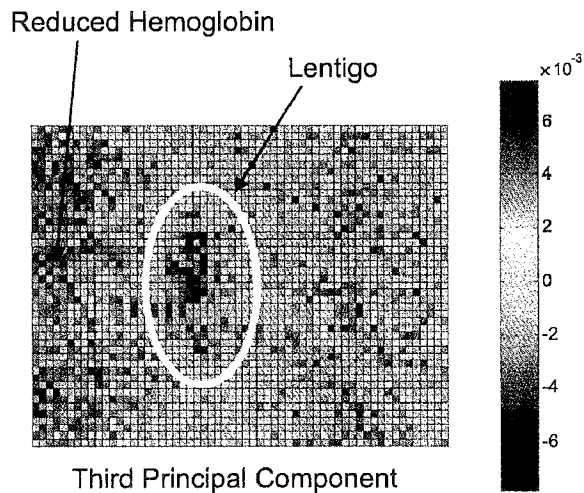 Reduced Hemoglobin
Lentigo
×10⁻³
6
4
2
0
-2
-4
-6
Third Principal Component